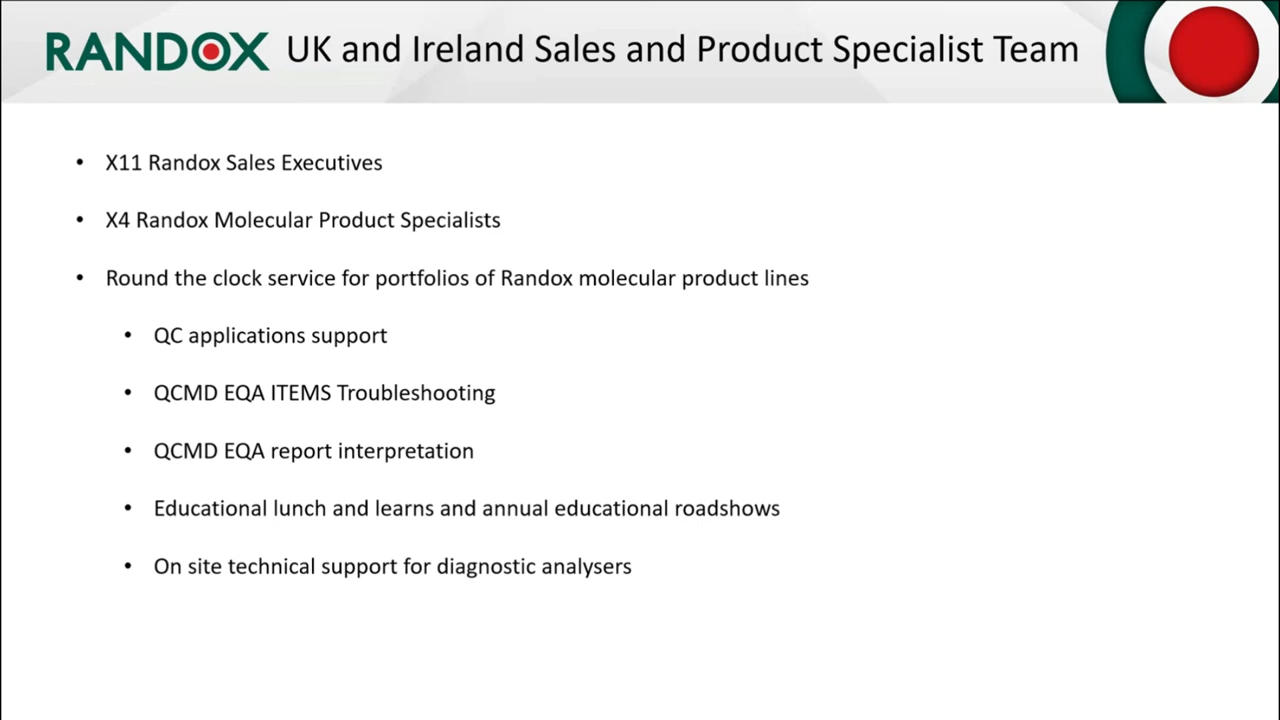 RANDOX UK and Ireland Sales and Product Specialist Team
• X11 Randox Sales Executives
• X4 Randox Molecular Product Specialists
• Round the clock service for portfolios of Randox molecular product lines
• QC applications support
• QCMD EQA ITEMS Troubleshooting
• QCMD EQA report interpretation
• Educational lunch and learns and annual educational roadshows
• On site technical support for diagnostic analysers